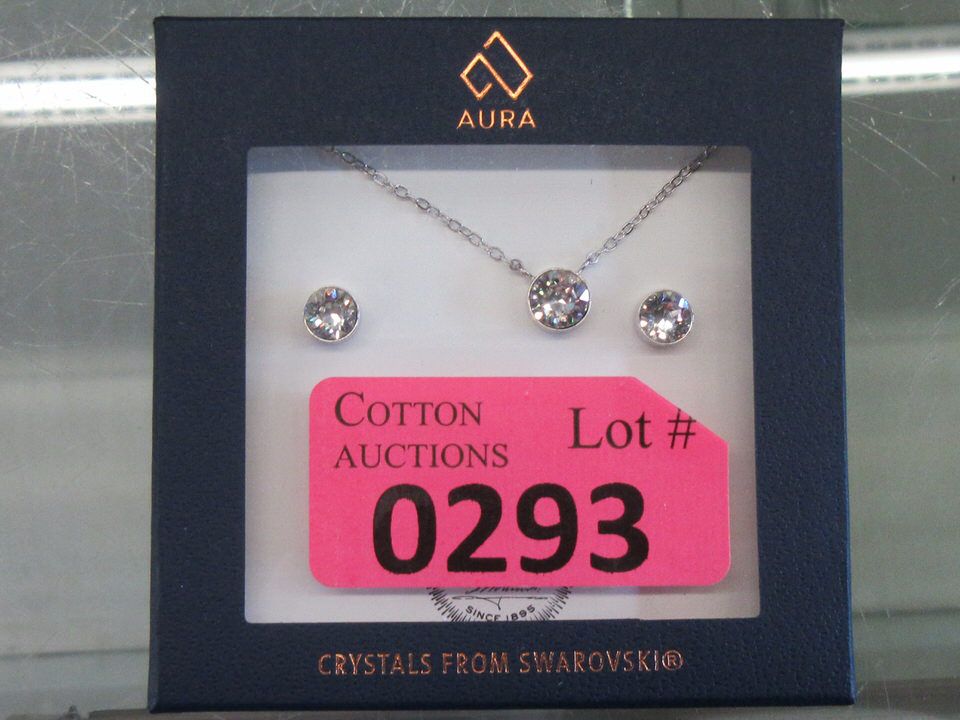 AURA
COTTON
AUCTIONS
Lot #
0293
SINCE 1895
CRYSTALS FROM SWAROVSKI®